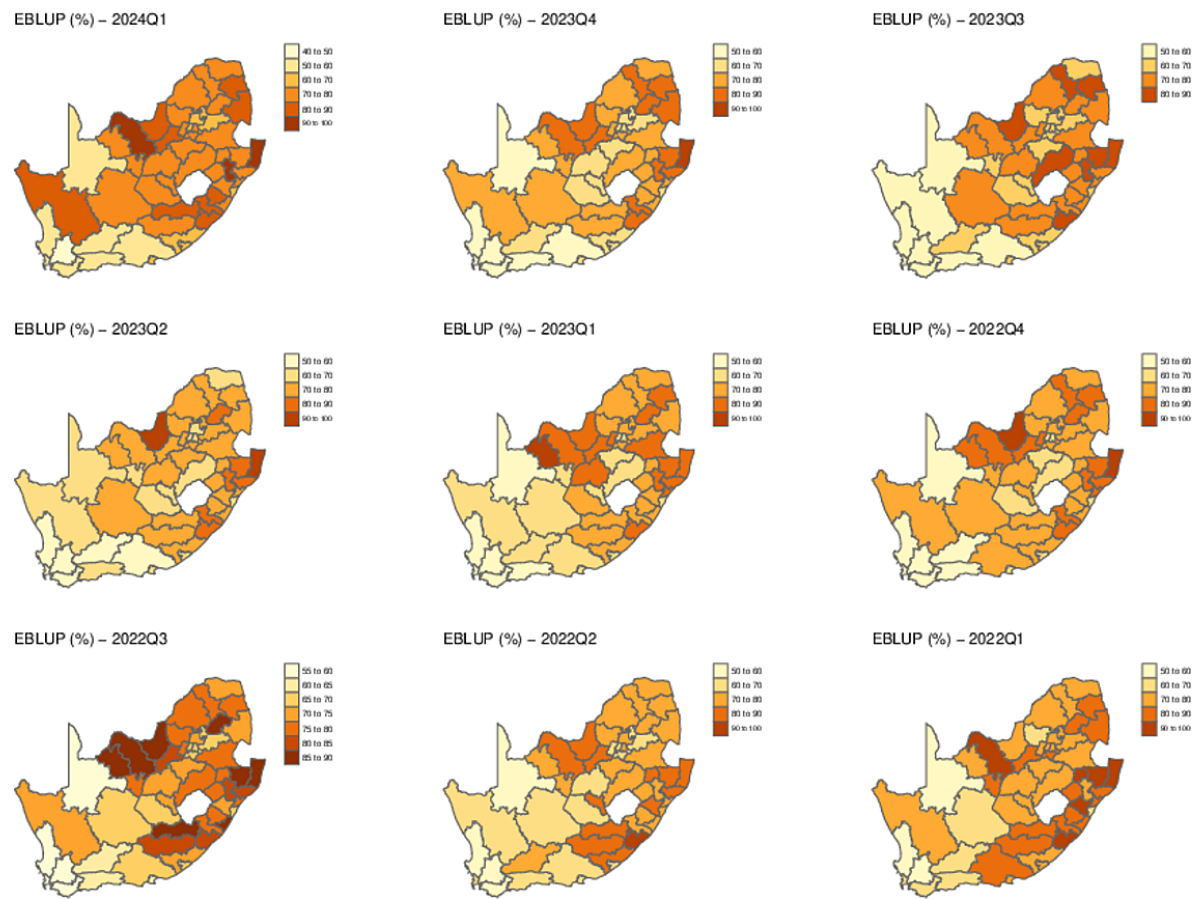 EBLUP (%) – 2024Q1
40 to 50
50 to 60
60 to 70
70 to 80
80 to 90
90 to 100
EBLUP (%) – 2023Q4
50 to 60
60 to 70
70 to 80
80 to 90
90 to 100
EBLUP (%) – 2023Q3
50 to 60
60 to 70
70 to 80
80 to 90
EBLUP (%) – 2023Q2
50 to 60
60 to 70
70 to 80
80 to 90
90 to 100
EBLUP (%) – 2023Q1
50 to 60
60 to 70
70 to 80
80 to 90
90 to 100
EBLUP (%) – 2022Q4
50 to 60
60 to 70
70 to 80
80 to 90
90 to 100
EBLUP (%) – 2022Q3
55 to 60
60 to 65
65 to 70
70 to 75
75 to 80
80 to 85
85 to 90
EBLUP (%) – 2022Q2
50 to 60
60 to 70
70 to 80
80 to 90
90 to 100
EBLUP (%) – 2022Q1
50 to 60
60 to 70
70 to 80
80 to 90
90 to 100